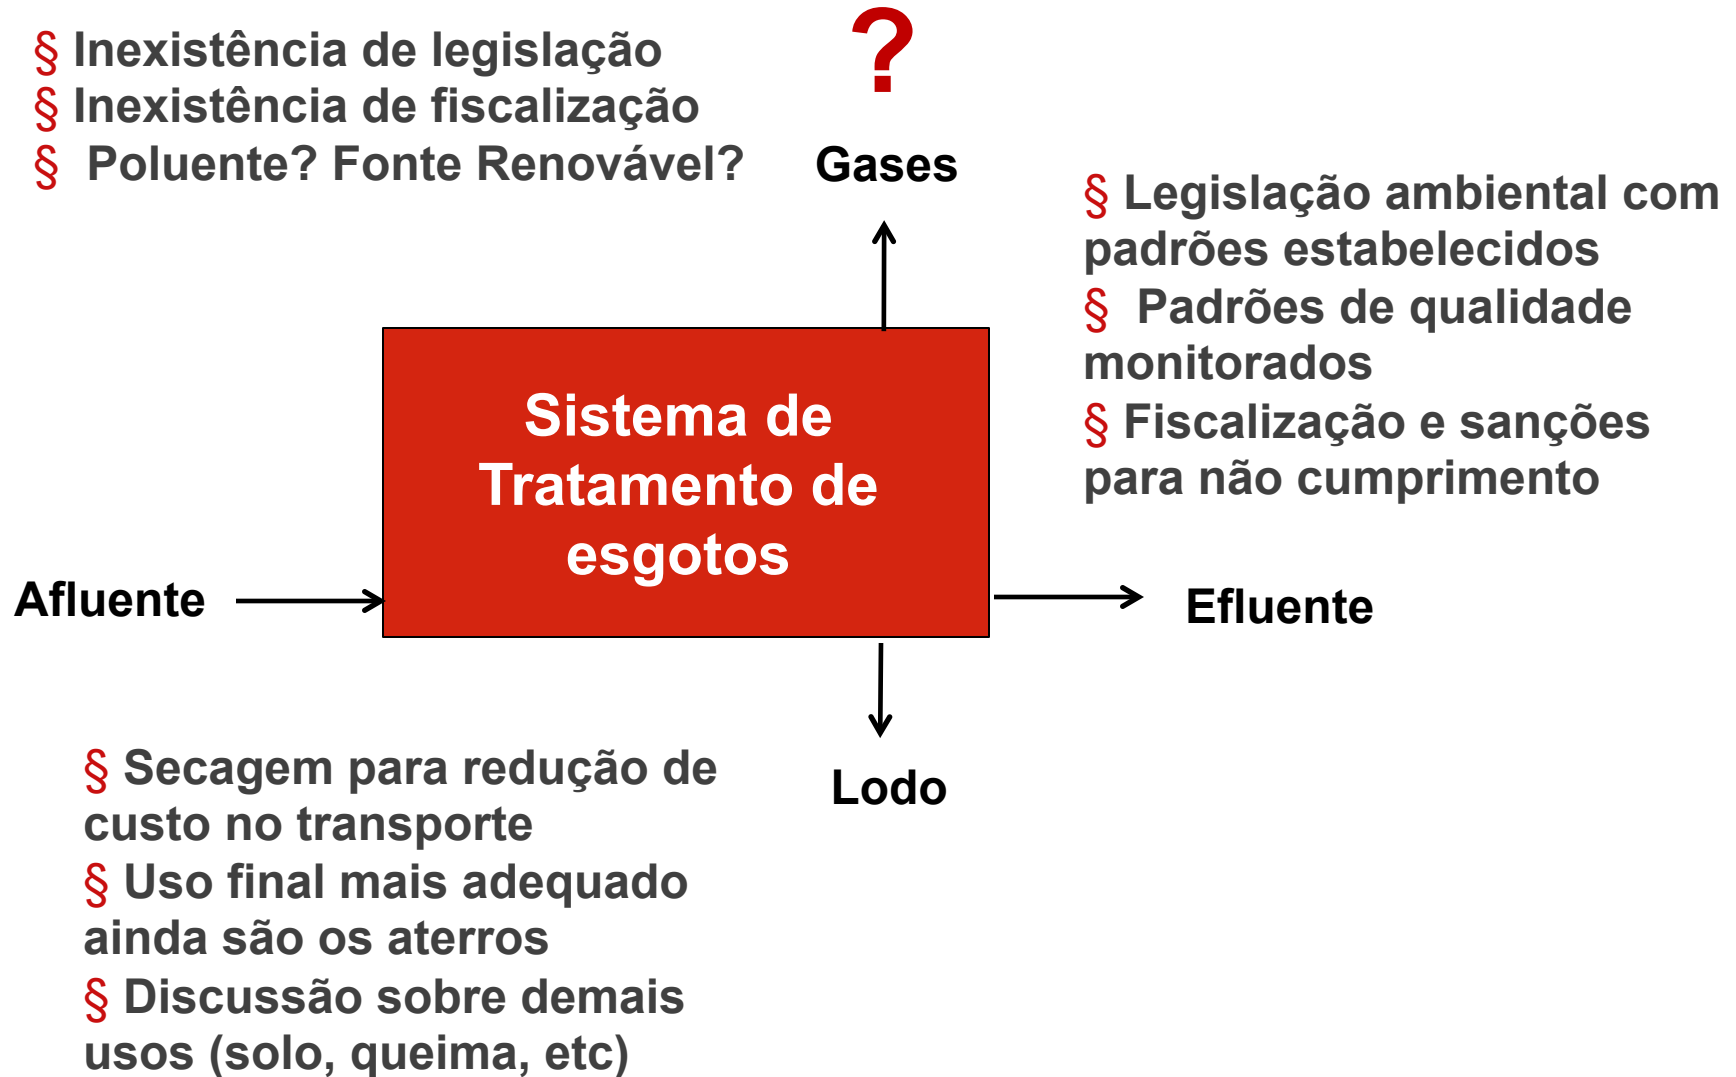 § Inexistência de legislação
§ Inexistência de fiscalização
§ Poluente? Fonte Renovável?
?
Gases
§ Legislação ambiental com
padrões estabelecidos
§ Padrões de qualidade
monitorados
§ Fiscalização e sanções
para não cumprimento
Sistema de
Tratamento de
esgotos
Afluente
Efluente
Lodo
§ Secagem para redução de
custo no transporte
§ Uso final mais adequado
ainda são os aterros
§ Discussão sobre demais
usos (solo, queima, etc)